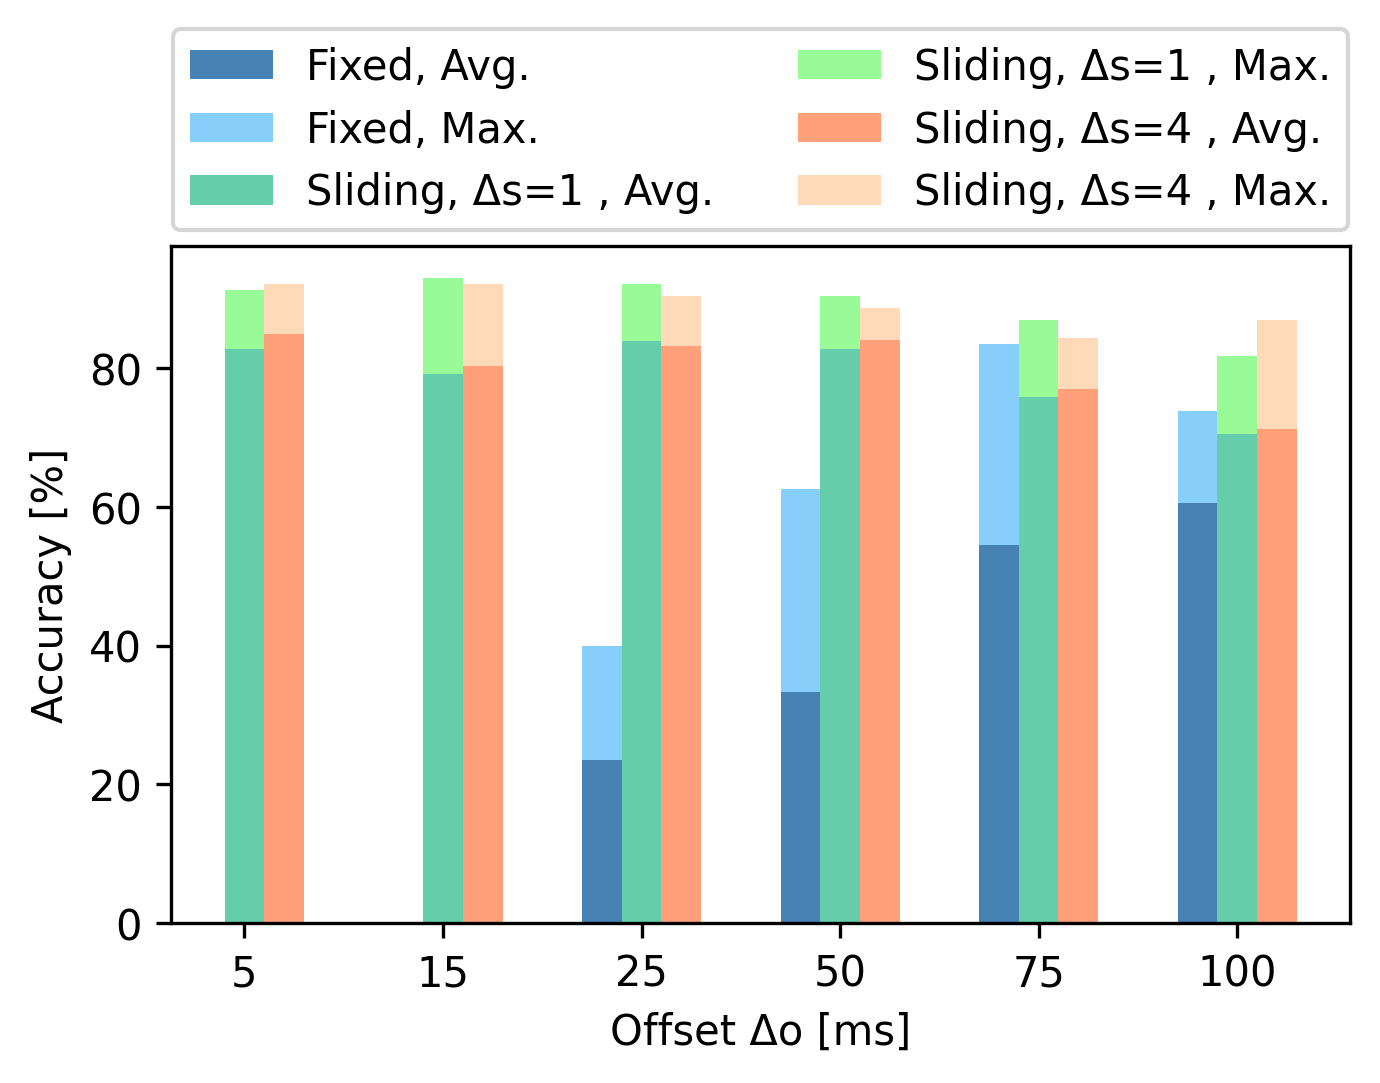 Fixed, Avg.
Fixed, Max.
Sliding, Δs=1 , Avg.
Sliding, Δs=1 , Max.
Sliding, Δs=4 , Avg.
Sliding, Δs=4 , Max.
Accuracy [%]
80
60
40
20
0
5 15 25 50 75 100
Offset Δo [ms]